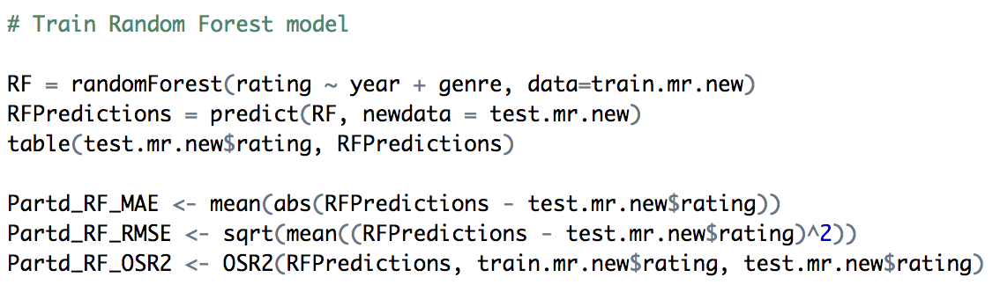 # Train Random Forest model
RF = randomForest(rating ~ year + genre, data=train.mr.new)
RFPredictions = predict(RF, newdata = test.mr.new)
table(test.mr.new$rating, RFPredictions)
Partd_RF_MAE <- mean(abs(RFPredictions - test.mr.new$rating))
Partd_RF_RMSE <- sqrt(mean((RFPredictions - test.mr.new$rating)^2))
Partd_RF_OSR2 <- OSR2(RFPredictions, train.mr.new$rating, test.mr.new$rating)